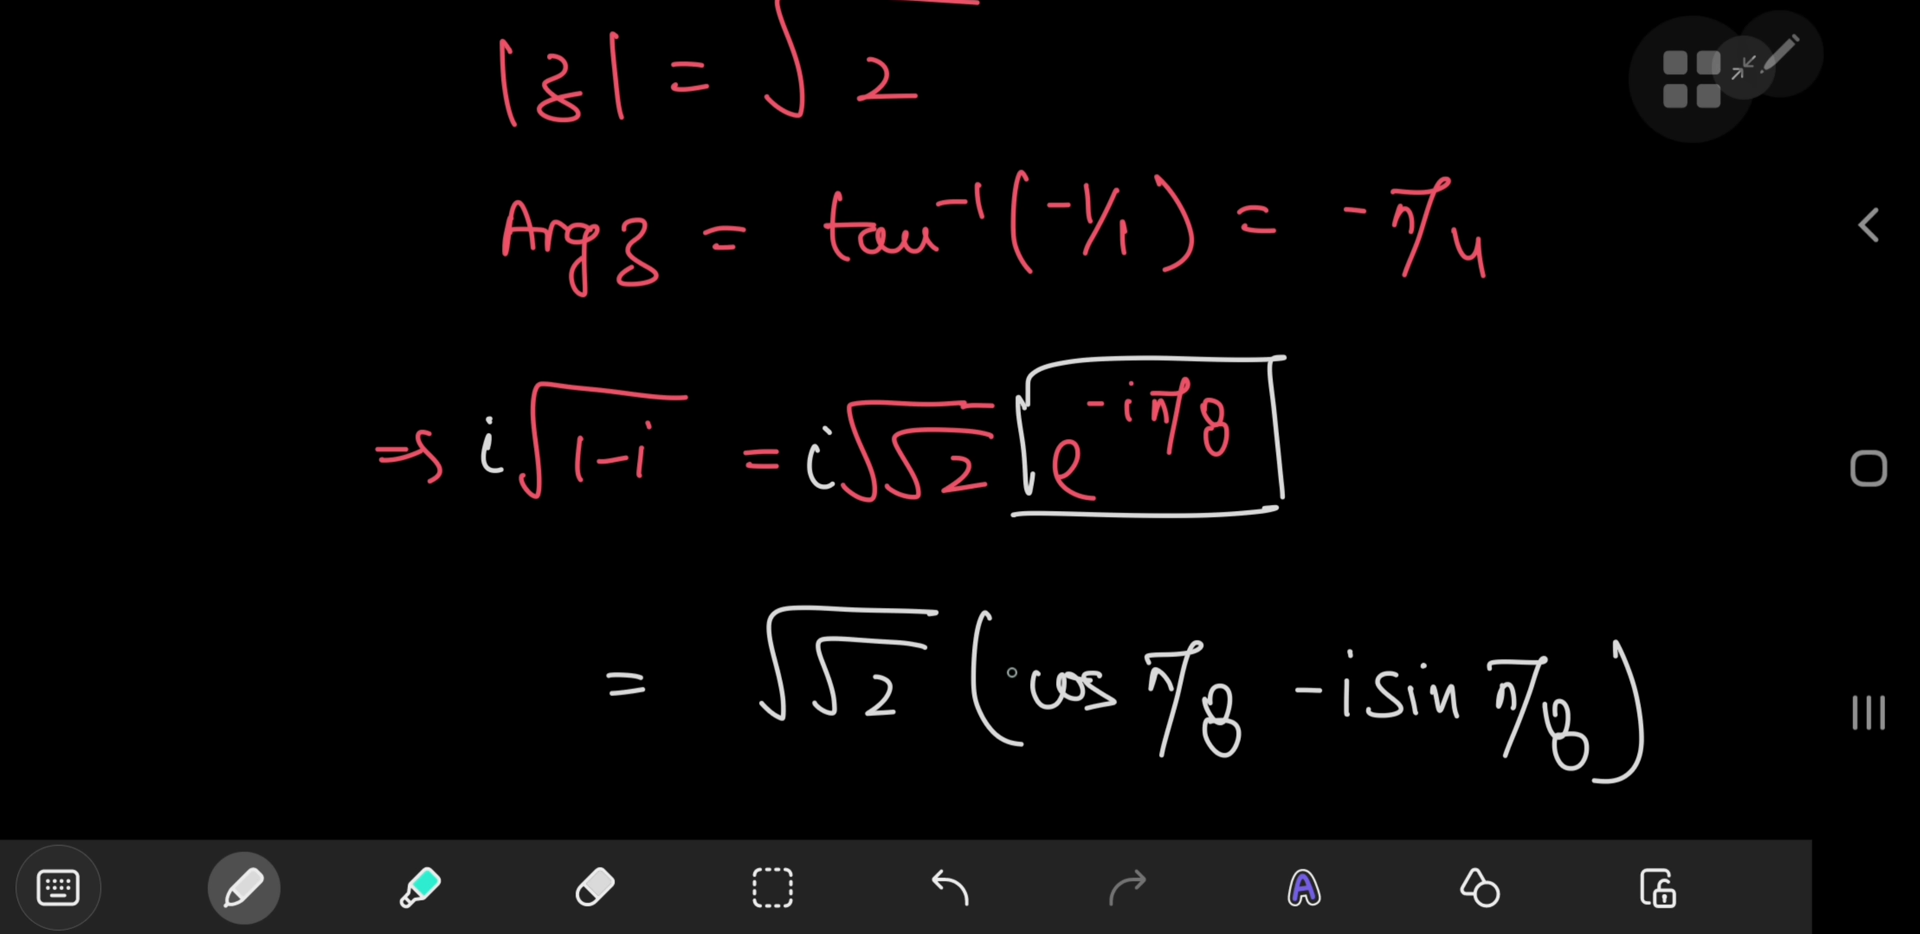 |z| = √2
Arg z = tan⁻¹(-1/1) = -π/4
⇒ i√(1-i) = i√√2 e^(-iπ/8)
= √√2 (cos π/8 - i sin π/8)
A